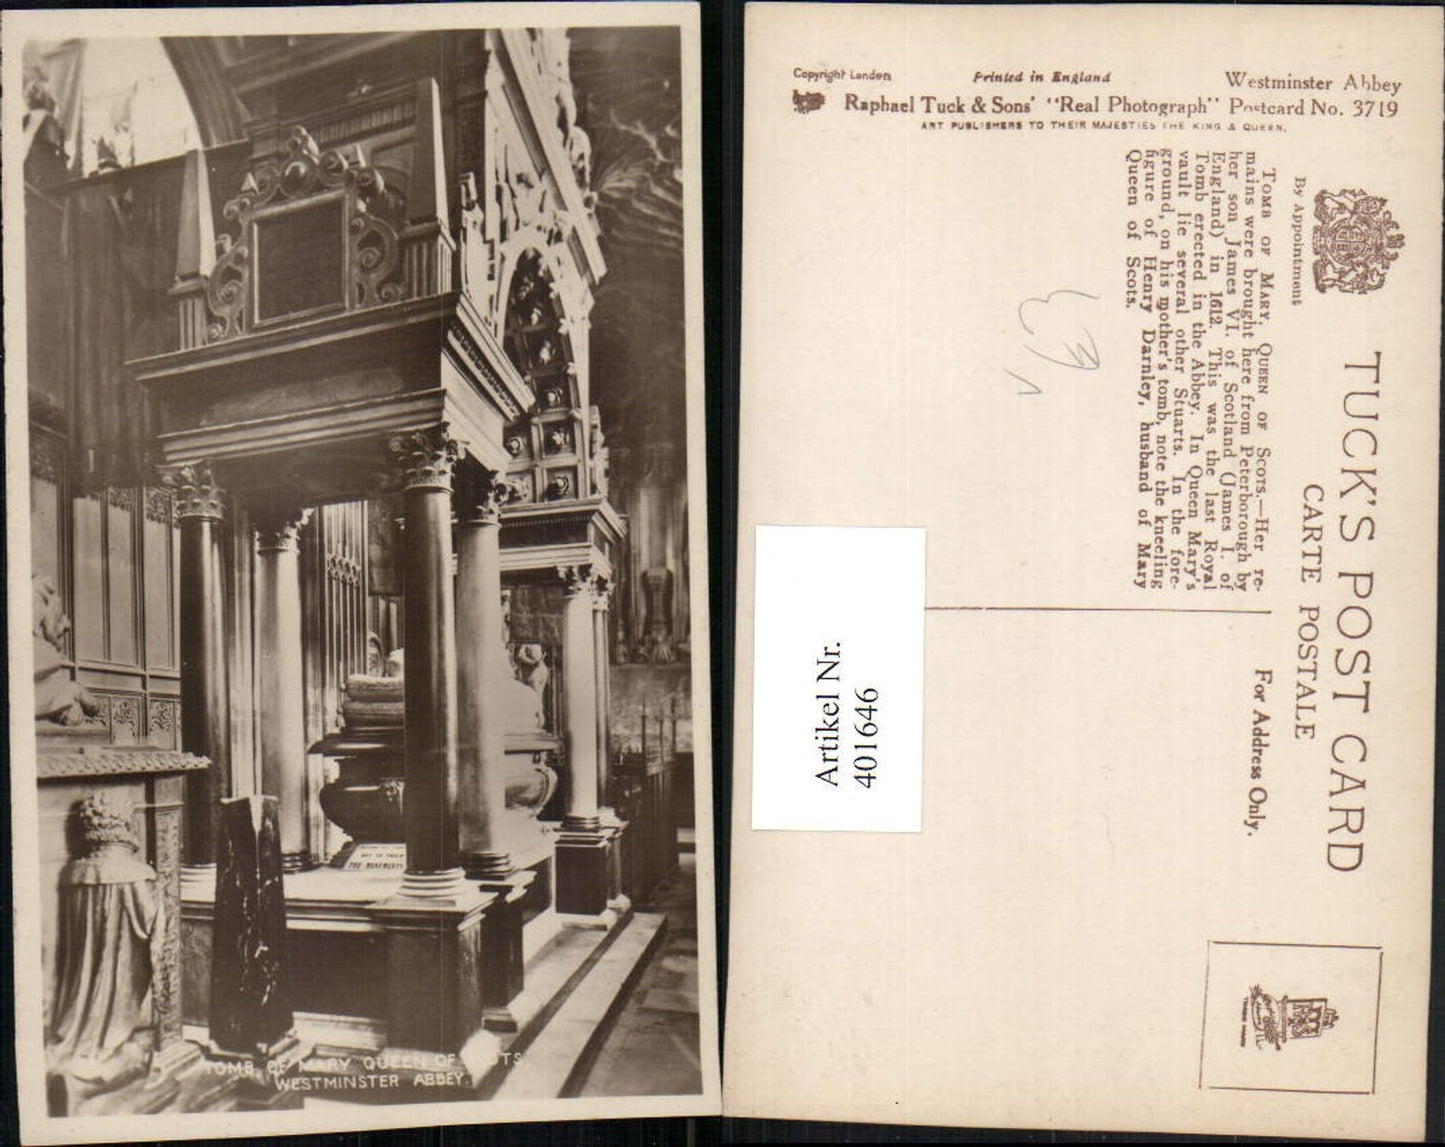 NOT TO TOUCH
THE MONUMENTS
TOMB OF MARY QUEEN OF SCOTS.
WESTMINSTER ABBEY.
Copyright London
Printed in England
Westminster Abbey
Raphael Tuck & Sons' "Real Photograph" Postcard No. 3719
ART PUBLISHERS TO THEIR MAJESTIES THE KING & QUEEN.
By Appointment
TUCK'S POST CARD
CARTE POSTALE
TOMB OF MARY, QUEEN OF SCOTS.—Her re-
mains were brought here from Peterborough by
her son James VI. of Scotland (James I. of
England) in 1612. This was the last Royal
Tomb erected in the Abbey. In Queen Mary's
vault lie several other Stuarts. In the fore-
ground, on his mother's tomb, note the kneeling
figure of Henry Darnley, husband of Mary
Queen of Scots.
For Address Only.
Artikel Nr.
401646